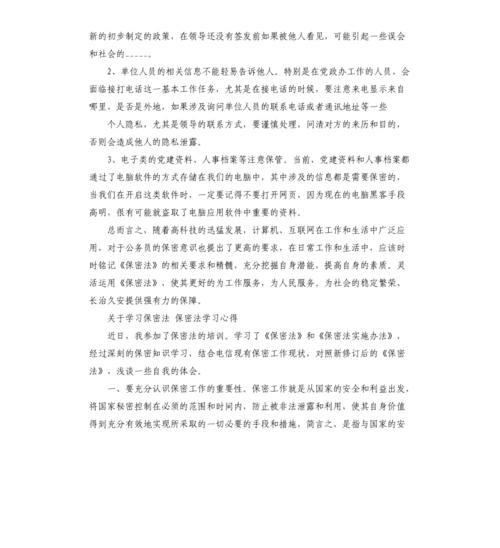 新的初步制定的政策，在领导还没有签发前如果被他人看见，可能引起一些误会
和社会的_____。
2、单位人员的相关信息不能轻易告诉他人。特别是在党政办工作的人员，会
面临接打电话这一基本工作任务，尤其是在接电话的时候，要注意来电显示来自
哪里，是否是外地，如果涉及询问单位人员的联系电话或者通讯地址等一些
个人隐私，尤其是领导的联系方式，要谨慎处理，问清对方的来历和目的，
否则会造成他人的隐私泄露。
3、电子类的党建资料、人事档案等注意保管。当前，党建资料和人事档案都
通过了电脑软件的方式存储在我们的电脑中，其中涉及的信息都是需要保密的，
当我们在开启这类软件时，一定要记得不要打开网页，因为现在的电脑黑客手段
高明，很有可能就盗取了电脑应用软件中重要的资料。
总而言之，随着高科技的迅猛发展，计算机、互联网在工作和生活中广泛应
用，对于公务员的保密意识也提出了更高的要求，在日常工作和生活中，应该时
时铭记《保密法》的相关要求和精髓，充分挖掘自身潜能，提高自身的素质。灵
活运用《保密法》，使其更好的为工作服务，为人民服务。为社会的稳定繁荣、
长治久安提供强有力的保障。
关于学习保密法 保密法学习心得
近日，我参加了保密法的培训。学习了《保密法》和《保密法实施办法》，
经过深刻的保密知识学习，结合电信现有保密工作现状，对照新修订后的《保密
法》，浅谈一些自我的体会。
一、要充分认识保密工作的重要性。保密工作就是从国家的安全和利益出发，
将国家秘密控制在必须的范围和时间内，防止被非法泄露和利用，使其自身价值
得到充分有效地实现所采取的一切必要的手段和措施，简言之，是指与国家的安